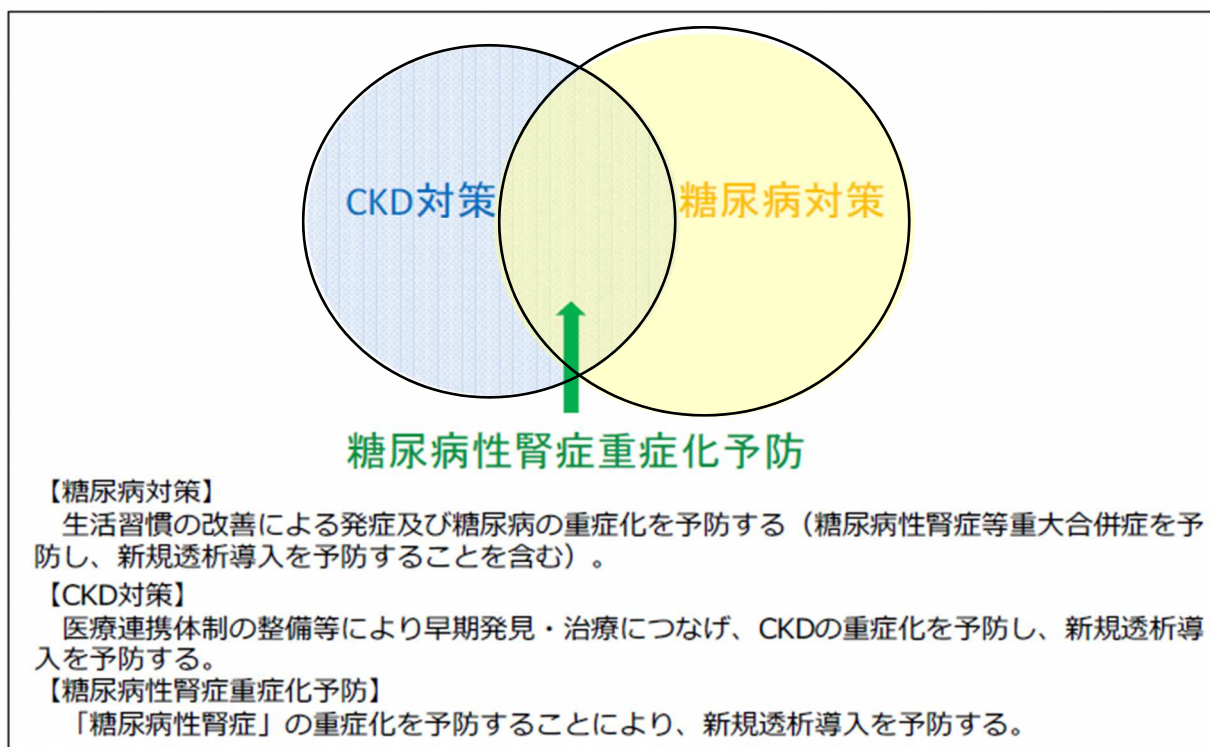 CKD対策
糖尿病対策
糖尿病性腎症重症化予防
【糖尿病対策】
生活習慣の改善による発症及び糖尿病の重症化を予防する（糖尿病性腎症等重大合併症を予
防し、新規透析導入を予防することを含む）。
【CKD対策】
医療連携体制の整備等により早期発見・治療につなげ、CKDの重症化を予防し、新規透析導
入を予防する。
【糖尿病性腎症重症化予防】
「糖尿病性腎症」の重症化を予防することにより、新規透析導入を予防する。